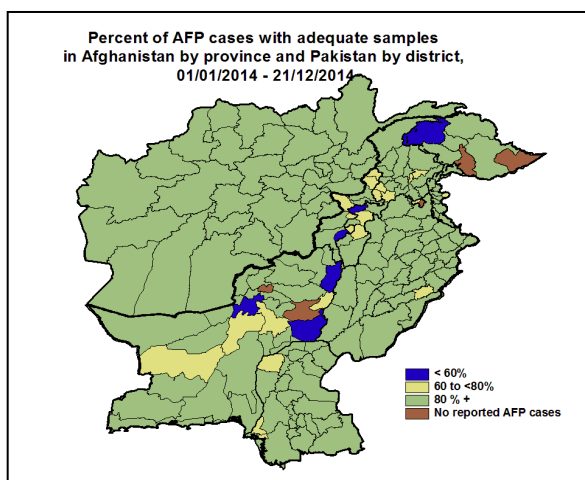 Percent of AFP cases with adequate samples
in Afghanistan by province and Pakistan by district,
01/01/2014 - 21/12/2014
< 60%
60 to <80%
80 % +
No reported AFP cases